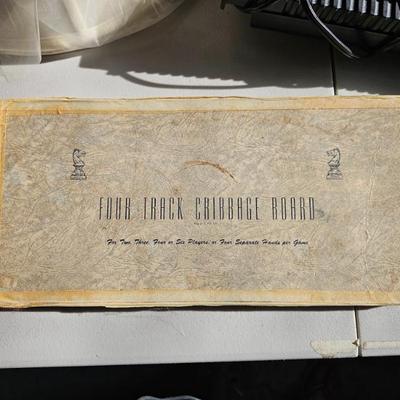 FOUR TRACK CRIBBAGE BOARD
For Two, Three, Four or Six Players, or Four Separate Hands per Game